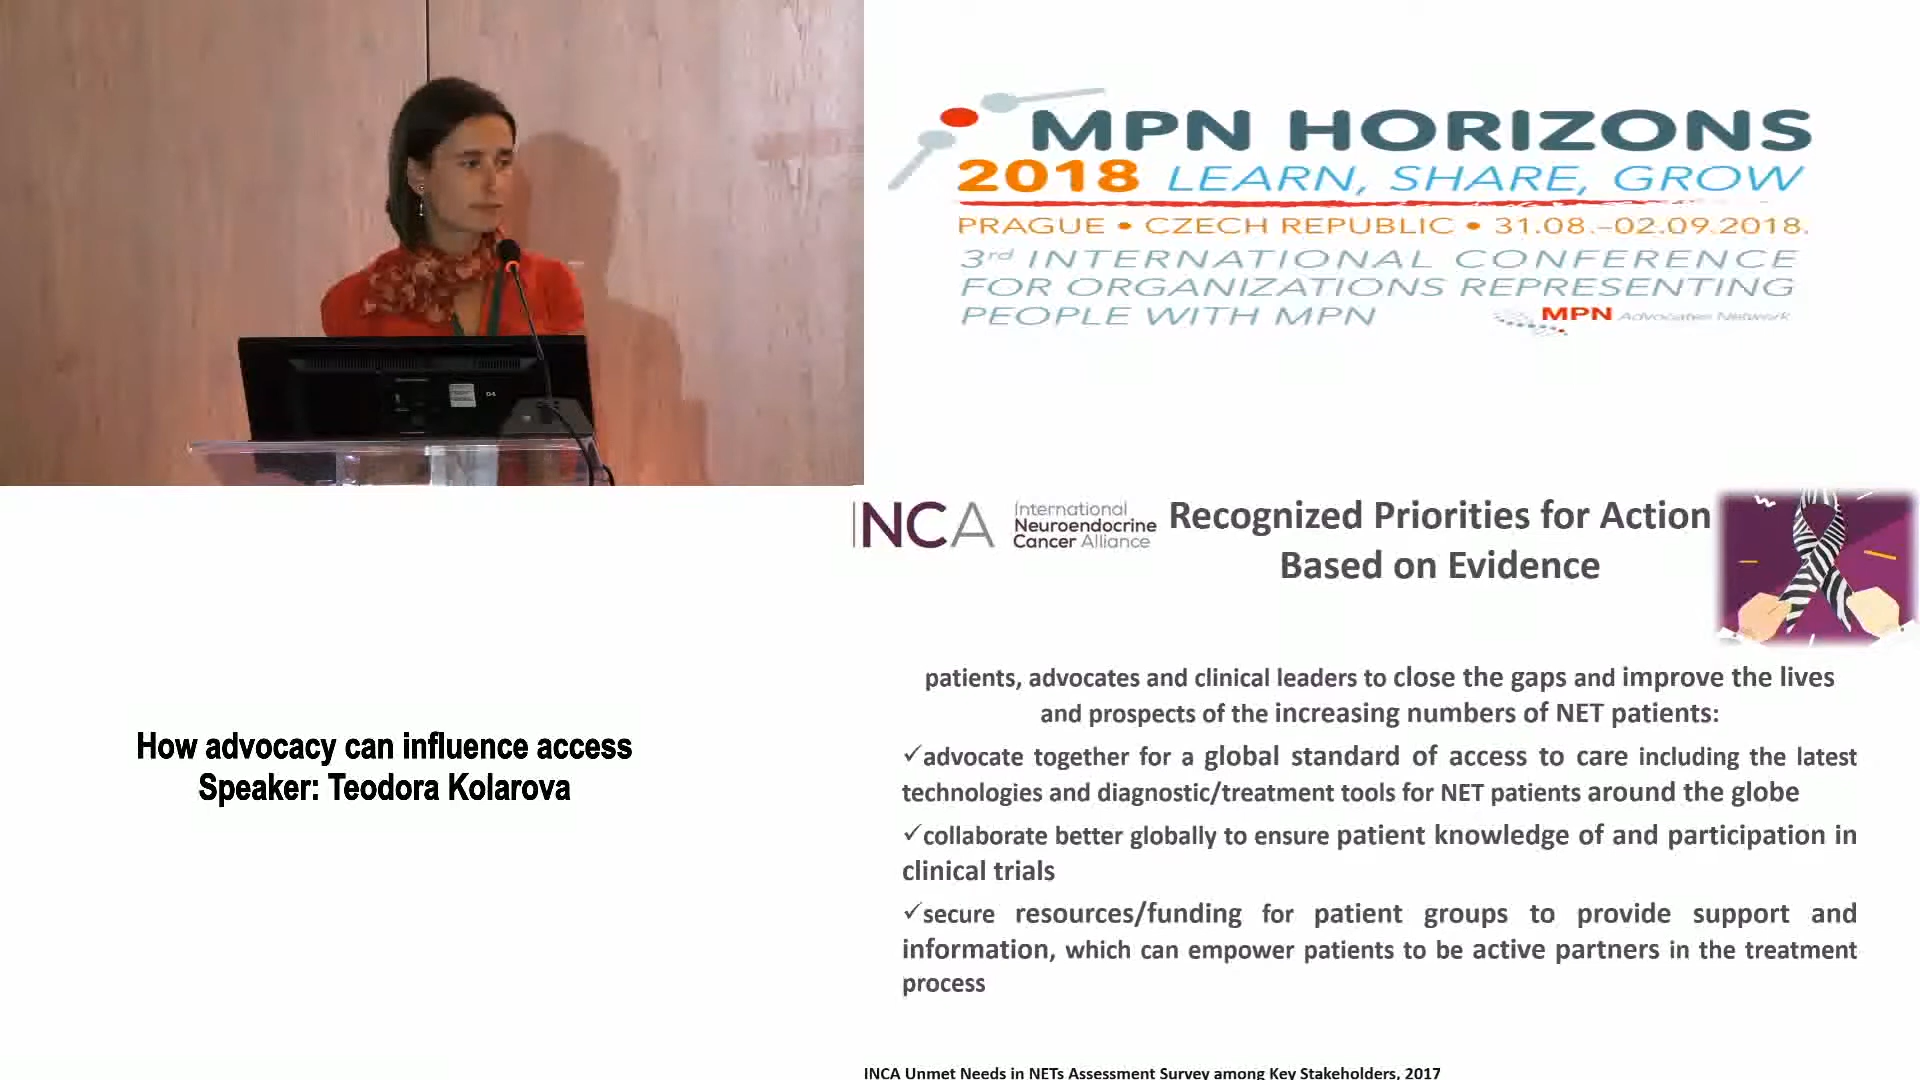 MPN HORIZONS
2018 LEARN, SHARE, GROW
PRAGUE • CZECH REPUBLIC • 31.08.–02.09.2018.
3rd INTERNATIONAL CONFERENCE
FOR ORGANIZATIONS REPRESENTING
PEOPLE WITH MPN
MPN Advocates Network
INCA
International
Neuroendocrine
Cancer Alliance
Recognized Priorities for Action
Based on Evidence
How advocacy can influence access
Speaker: Teodora Kolarova
patients, advocates and clinical leaders to close the gaps and improve the lives
and prospects of the increasing numbers of NET patients:
✓advocate together for a global standard of access to care including the latest
technologies and diagnostic/treatment tools for NET patients around the globe
✓collaborate better globally to ensure patient knowledge of and participation in
clinical trials
✓secure resources/funding for patient groups to provide support and
information, which can empower patients to be active partners in the treatment
process
INCA Unmet Needs in NETs Assessment Survey among Key Stakeholders, 2017